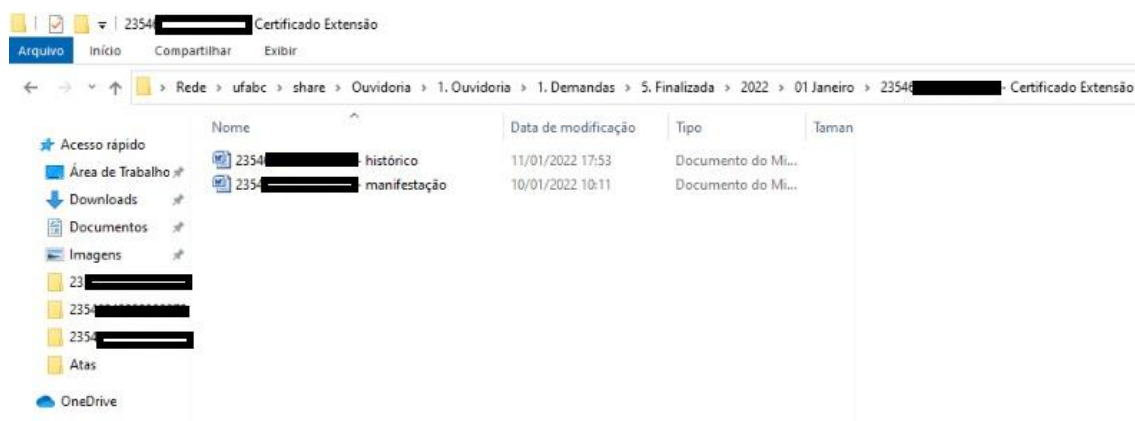 23546 Certificado Extensão
Arquivo Início Compartilhar Exibir
Rede > ufabc > share > Ouvidoria > 1. Ouvidoria > 1. Demandas > 5. Finalizada > 2022 > 01 Janeiro > 23546 - Certificado Extensão
Nome Data de modificação Tipo Taman
Acesso rápido
2354 - histórico 11/01/2022 17:53 Documento do Mi...
Área de Trabalho
2354 - manifestação 10/01/2022 10:11 Documento do Mi...
Downloads
Documentos
Imagens
23
2354
2354
Atas
OneDrive